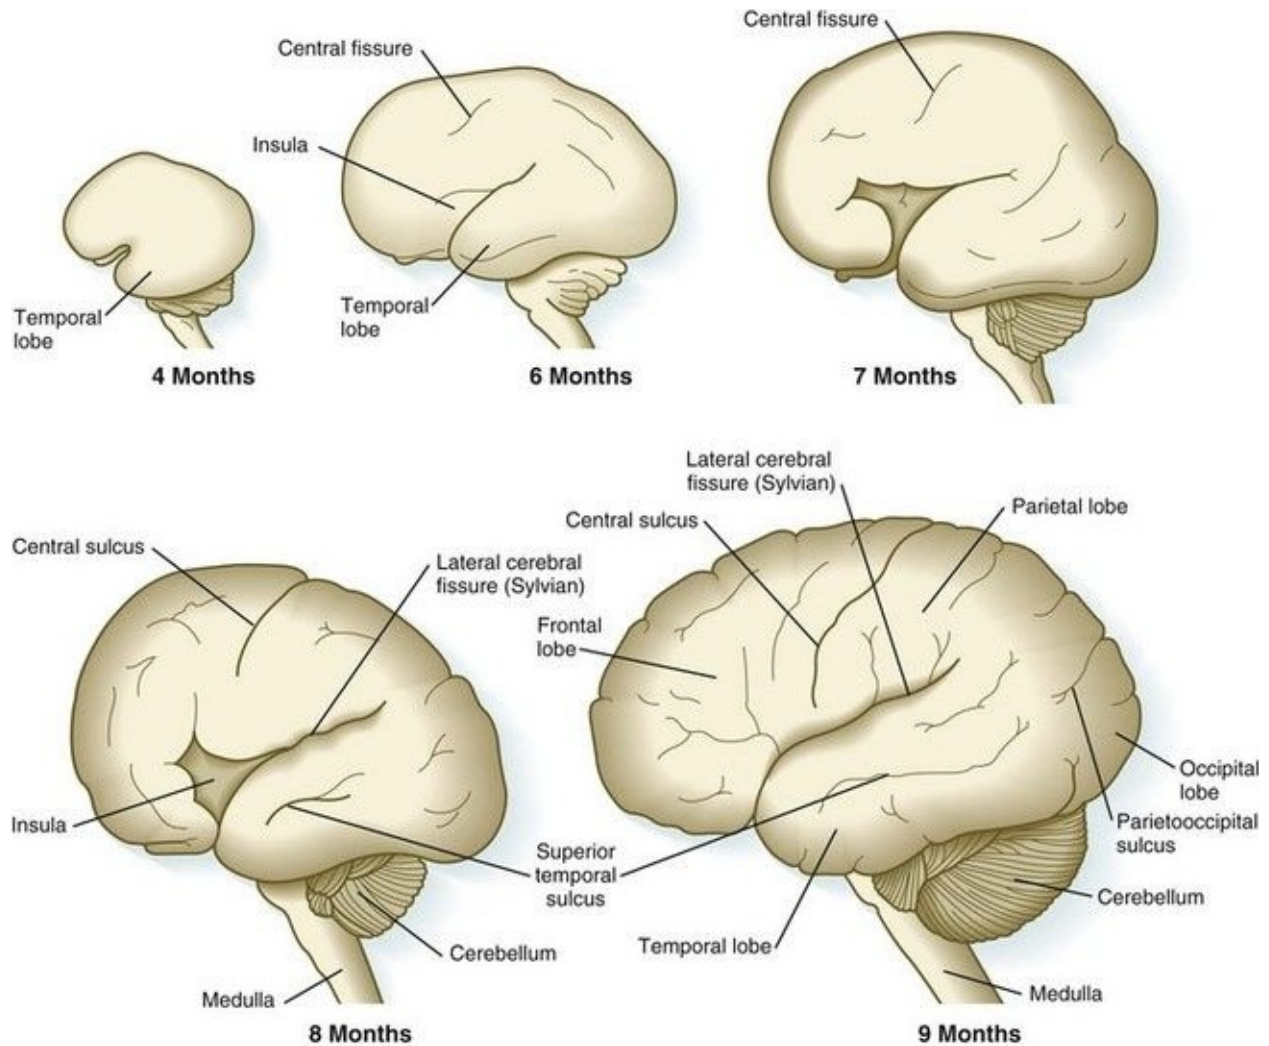 Central fissure
Insula
Temporal
lobe
4 Months
Temporal
lobe
6 Months
Central fissure
7 Months
Central sulcus
Lateral cerebral
fissure (Sylvian)
Insula
Superior
temporal
sulcus
Cerebellum
Medulla
8 Months
Lateral cerebral
fissure (Sylvian)
Central sulcus
Parietal lobe
Frontal
lobe
Occipital
lobe
Parietooccipital
sulcus
Cerebellum
Temporal lobe
Medulla
9 Months